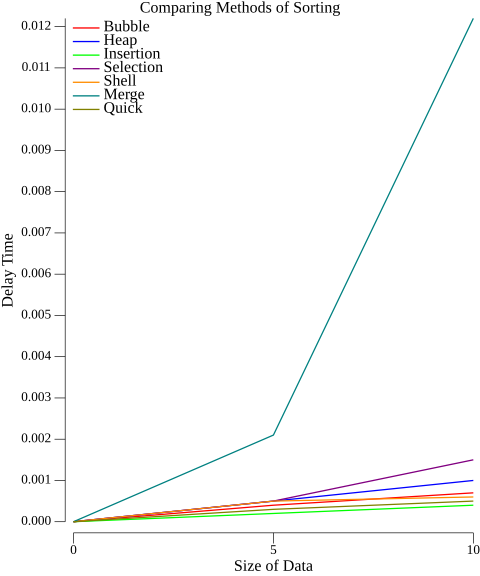 Comparing Methods of Sorting
Bubble
Heap
Insertion
Selection
Shell
Merge
Quick
0.012
0.011
0.010
0.009
0.008
0.007
0.006
0.005
0.004
0.003
0.002
0.001
0.000
Delay Time
0 5 10
Size of Data